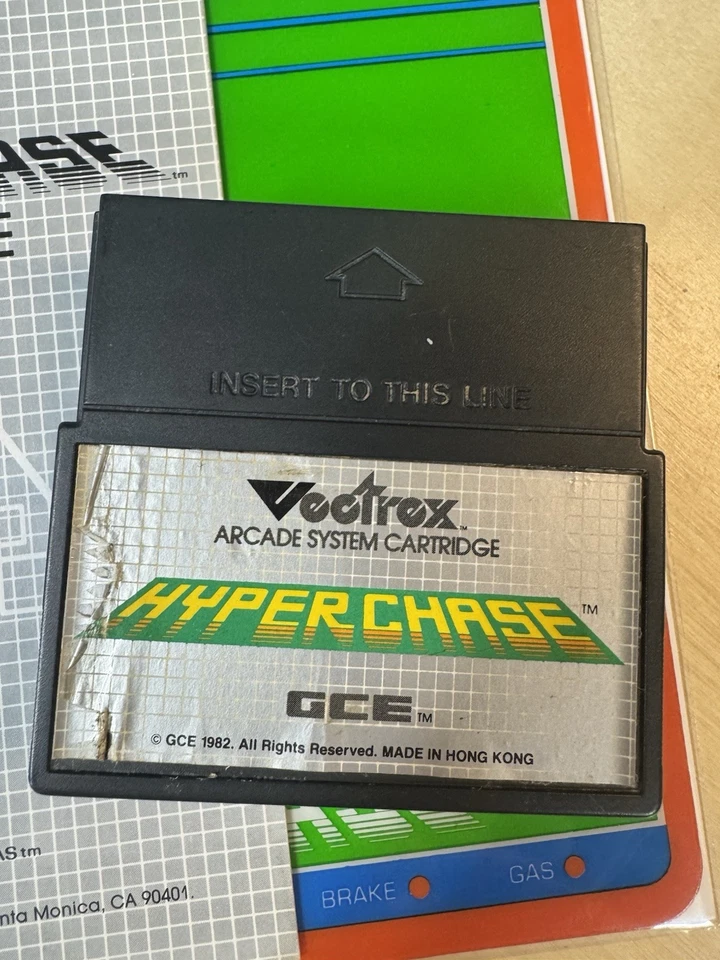 ASE tm
E
INSERT TO THIS LINE
Vectrex TM
ARCADE SYSTEM CARTRIDGE
HYPERCHASE TM
GCE TM
© GCE 1982. All Rights Reserved. MADE IN HONG KONG
AS tm
nta Monica, CA 90401.
BRAKE
GAS